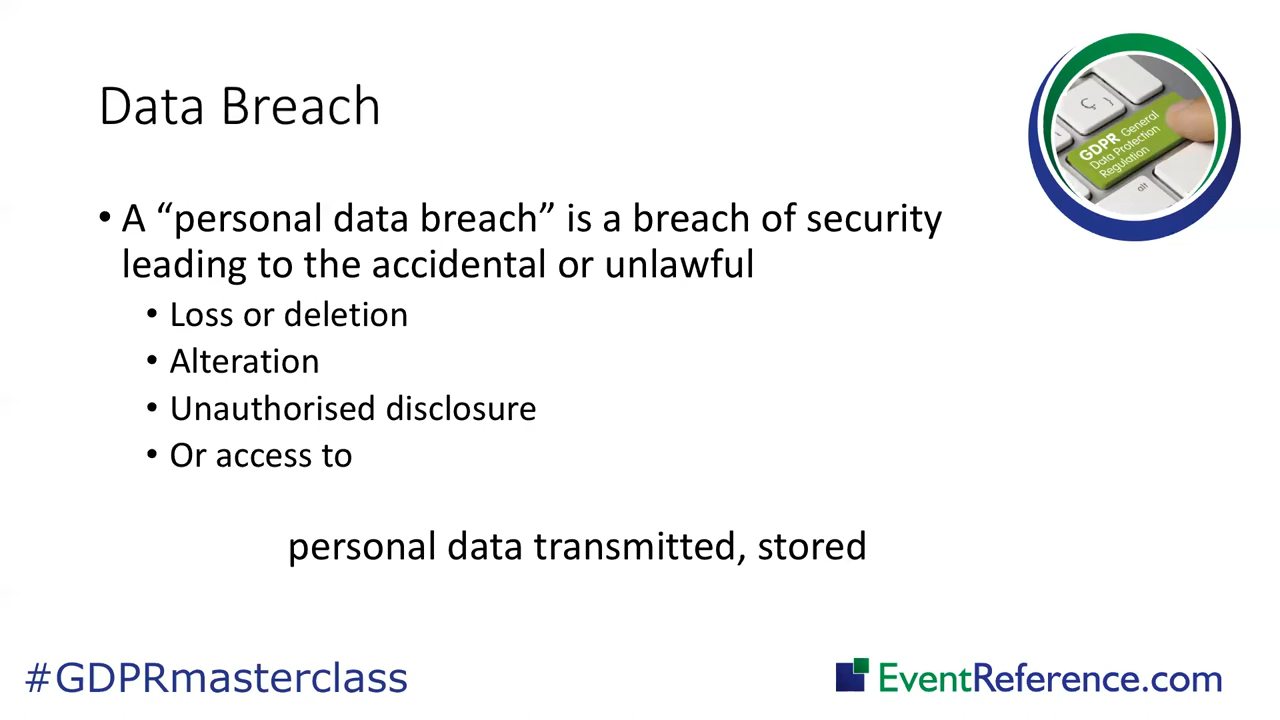 Data Breach
GDPR General
Data Protection
Regulation
alt
• A “personal data breach” is a breach of security
leading to the accidental or unlawful
• Loss or deletion
• Alteration
• Unauthorised disclosure
• Or access to
personal data transmitted, stored
#GDPRmasterclass
EventReference.com